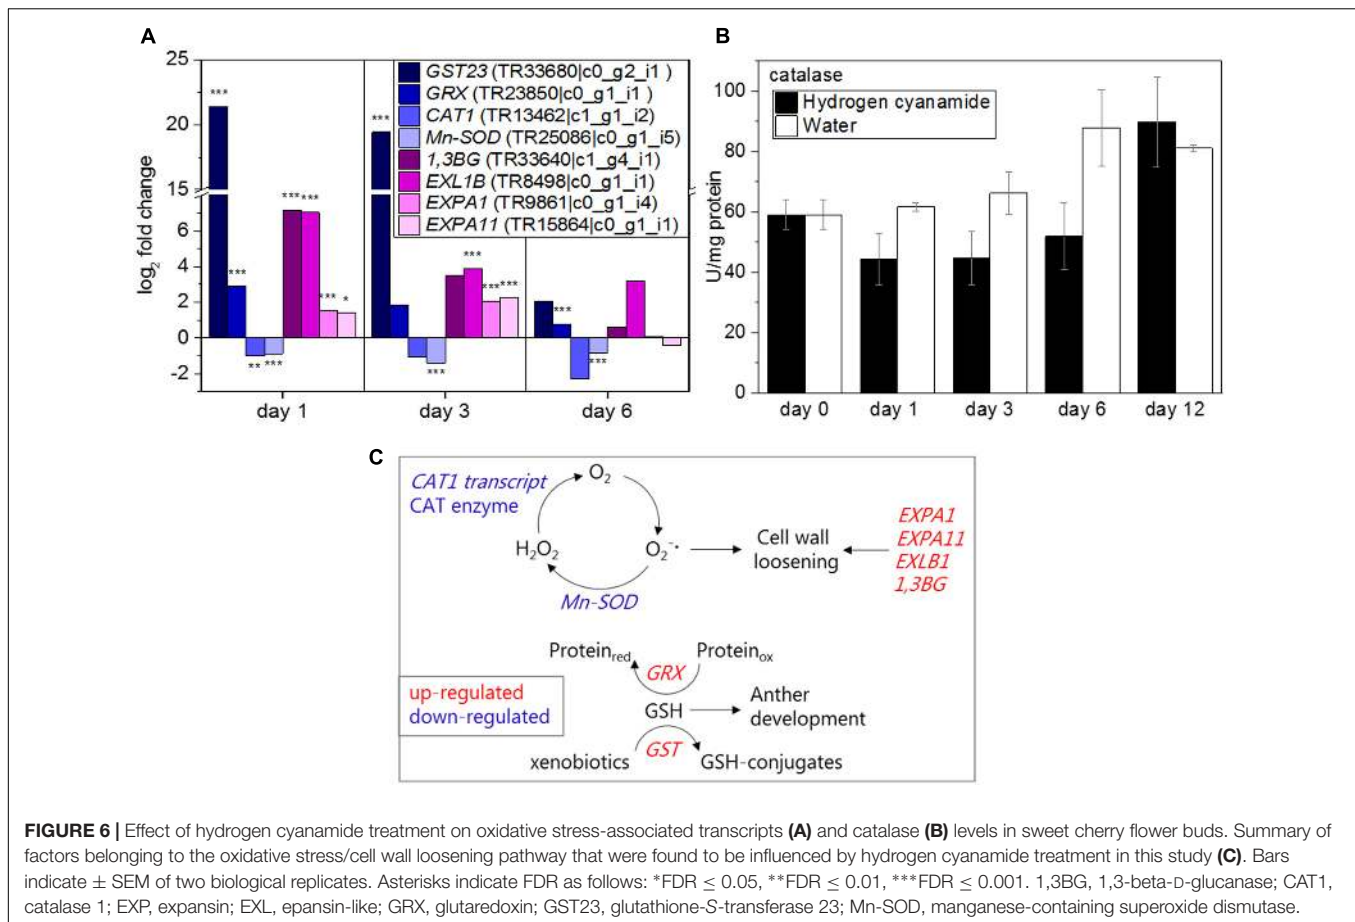 A
25
20
15
6
4
2
0
-2
log2 fold change
GST23 (TR33680|c0_g2_i1 )
GRX (TR23850|c0_g1_i1 )
CAT1 (TR13462|c1_g1_i2)
Mn-SOD (TR25086|c0_g1_i5)
1,3BG (TR33640|c1_g4_i1)
EXL1B (TR8498|c0_g1_i1)
EXPA1 (TR9861|c0_g1_i4)
EXPA11 (TR15864|c0_g1_i1)
*** *** ** *** *** *** *** *
*** *** *** *** ***
*** ***
day 1 day 3 day 6
B
catalase
Hydrogen cyanamide
Water
100
80
60
40
20
0
U/mg protein
day 0 day 1 day 3 day 6 day 12
C
CAT1 transcript
CAT enzyme
O2
H2O2
O2−•
Mn-SOD
Cell wall
loosening
EXPA1
EXPA11
EXLB1
1,3BG
Proteinred
Proteinox
GRX
GSH
Anther
development
GST
xenobiotics
GSH-conjugates
up-regulated
down-regulated
FIGURE 6 | Effect of hydrogen cyanamide treatment on oxidative stress-associated transcripts (A) and catalase (B) levels in sweet cherry flower buds. Summary of
factors belonging to the oxidative stress/cell wall loosening pathway that were found to be influenced by hydrogen cyanamide treatment in this study (C). Bars
indicate ± SEM of two biological replicates. Asterisks indicate FDR as follows: *FDR ≤ 0.05, **FDR ≤ 0.01, ***FDR ≤ 0.001. 1,3BG, 1,3-beta-D-glucanase; CAT1,
catalase 1; EXP, expansin; EXL, epansin-like; GRX, glutaredoxin; GST23, glutathione-S-transferase 23; Mn-SOD, manganese-containing superoxide dismutase.